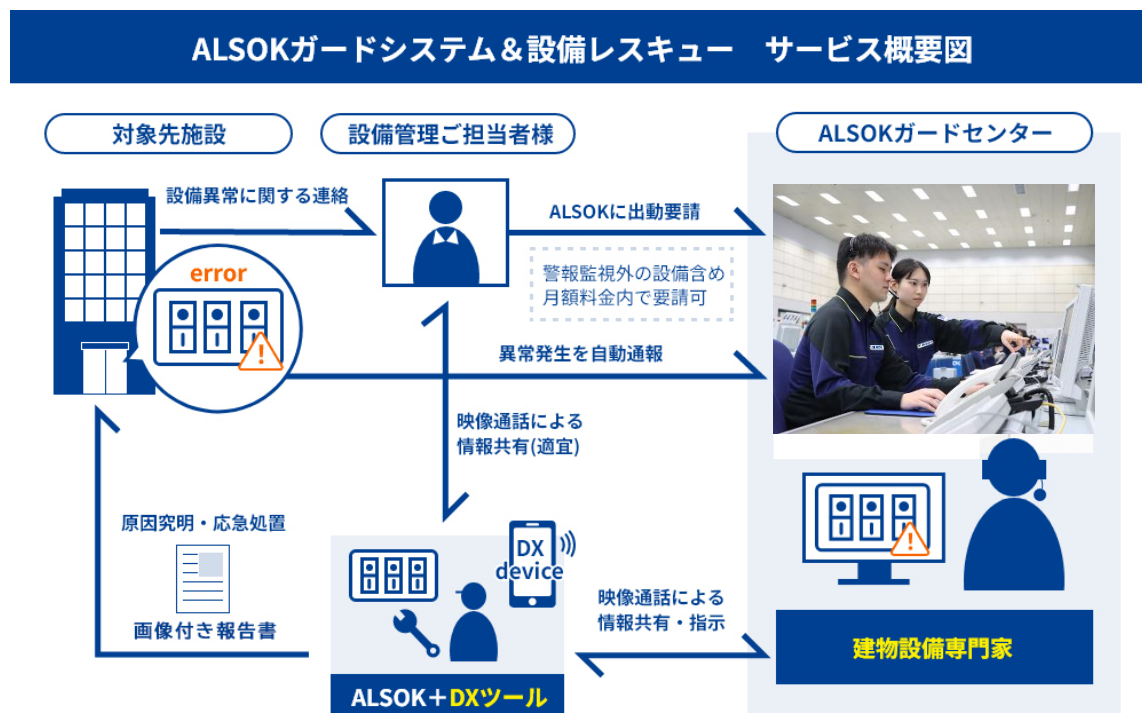 ALSOKガードシステム＆設備レスキュー　サービス概要図
対象先施設
設備管理ご担当者様
ALSOKガードセンター
設備異常に関する連絡
ALSOKに出動要請
警報監視外の設備含め
月額料金内で要請可
error
異常発生を自動通報
映像通話による
情報共有(適宜)
原因究明・応急処置
画像付き報告書
DX
device
映像通話による
情報共有・指示
建物設備専門家
ALSOK＋DXツール